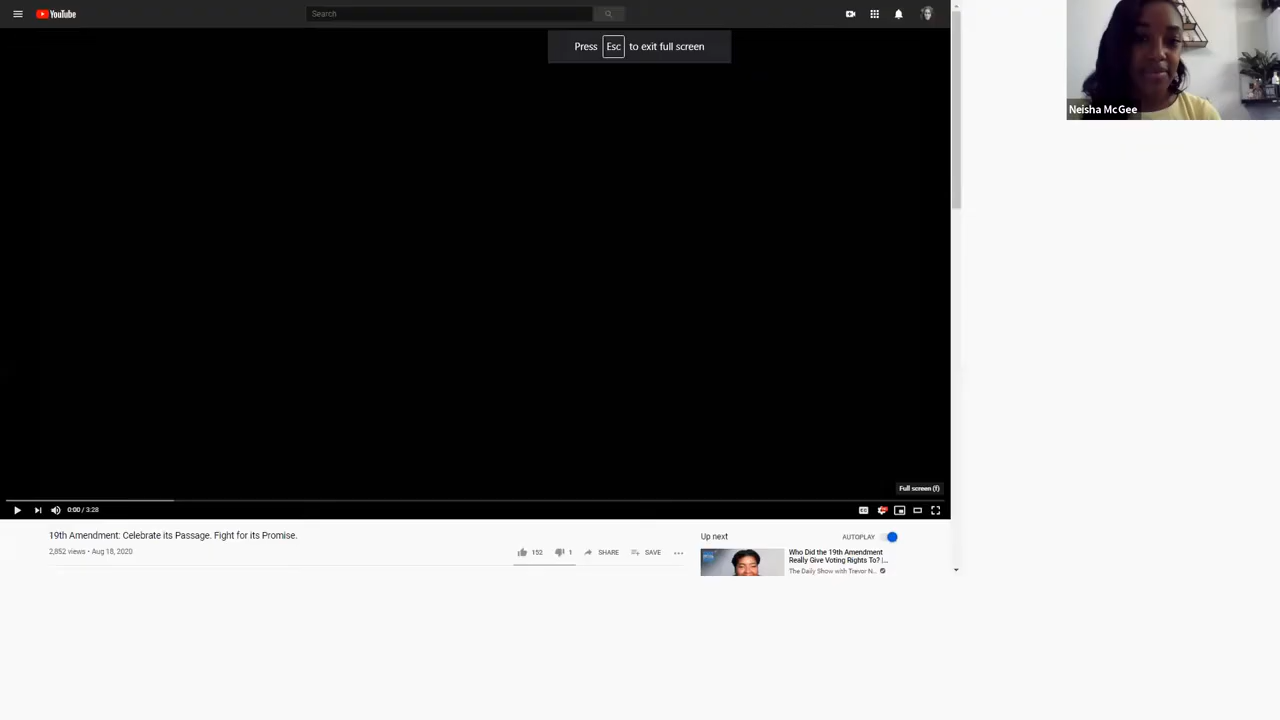 YouTube
Search
Press Esc to exit full screen
Neisha McGee
Full screen (f)
0:00 / 3:28
19th Amendment: Celebrate its Passage. Fight for its Promise.
2,852 views • Aug 18, 2020
152
1
SHARE
SAVE
Up next
AUTOPLAY
Who Did the 19th Amendment
Really Give Voting Rights To? |...
The Daily Show with Trevor N...